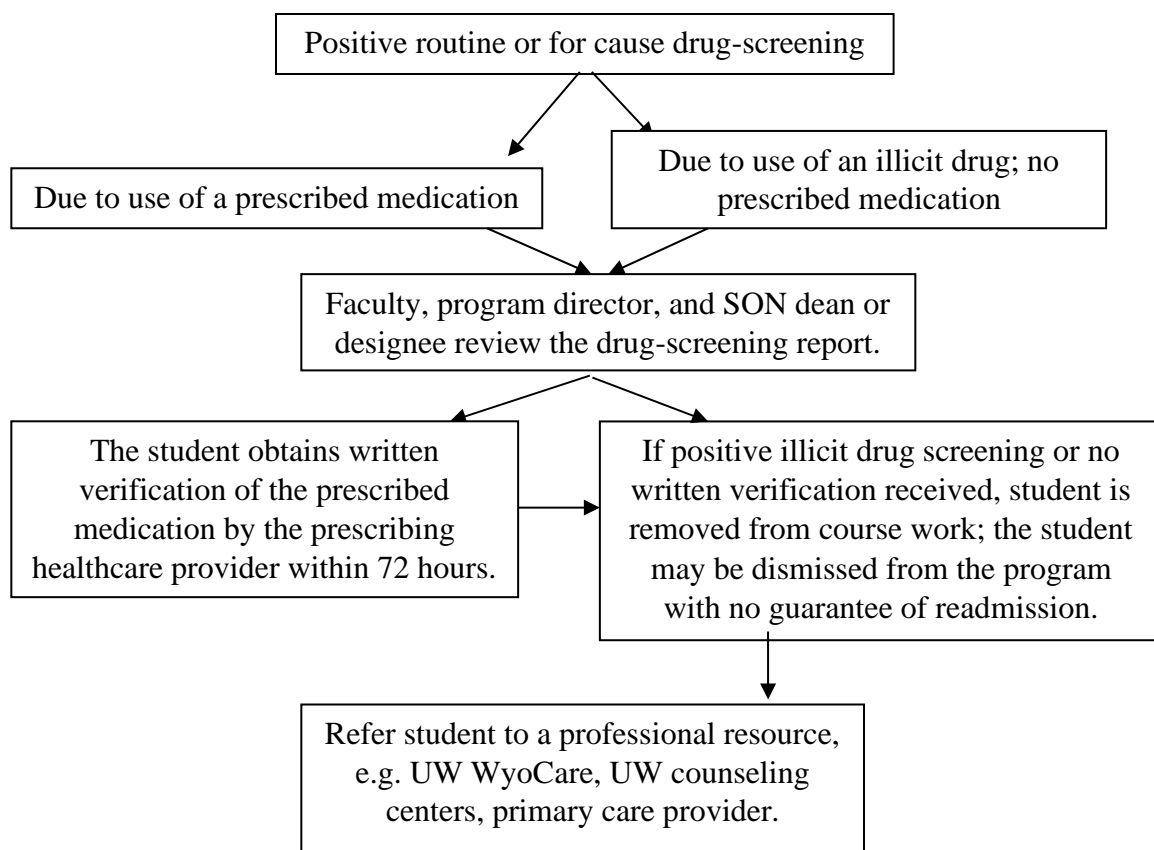 Positive routine or for cause drug-screening
Due to use of a prescribed medication
Due to use of an illicit drug; no
prescribed medication
Faculty, program director, and SON dean or
designee review the drug-screening report.
The student obtains written
verification of the prescribed
medication by the prescribing
healthcare provider within 72 hours.
If positive illicit drug screening or no
written verification received, student is
removed from course work; the student
may be dismissed from the program
with no guarantee of readmission.
Refer student to a professional resource,
e.g. UW WyoCare, UW counseling
centers, primary care provider.